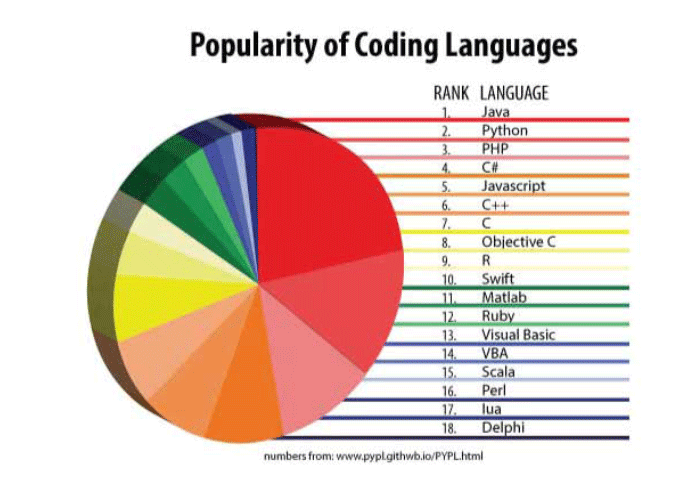 Popularity of Coding Languages
RANK LANGUAGE
1. Java
2. Python
3. PHP
4. C#
5. Javascript
6. C++
7. C
8. Objective C
9. R
10. Swift
11. Matlab
12. Ruby
13. Visual Basic
14. VBA
15. Scala
16. Perl
17. lua
18. Delphi
numbers from: www.pypl.githwb.io/PYPL.html